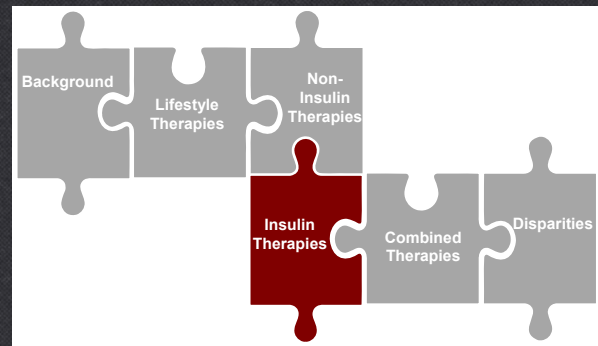 Background
Lifestyle
Therapies
Non-
Insulin
Therapies
Insulin
Therapies
Combined
Therapies
Disparities